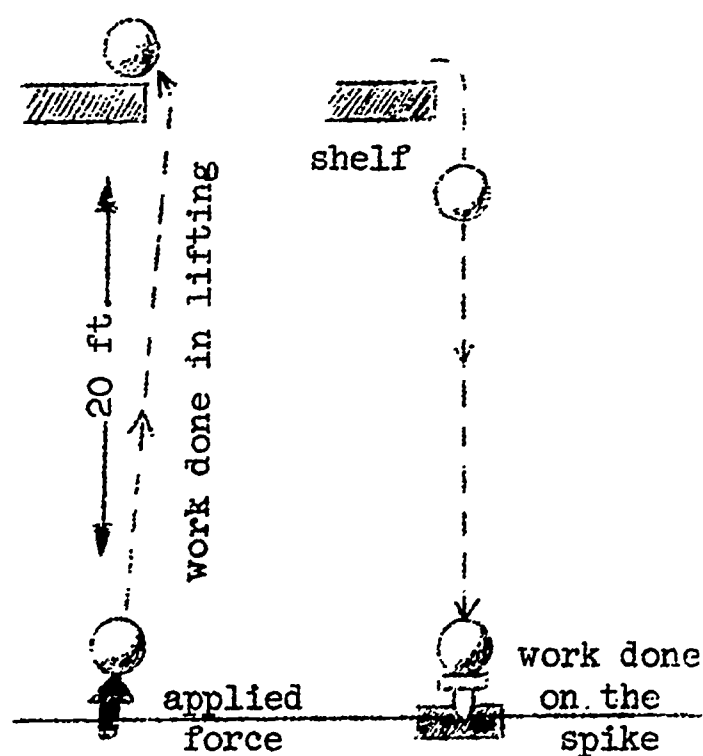 shelf
20 ft.
work done in lifting
applied
force
work done
on the
spike